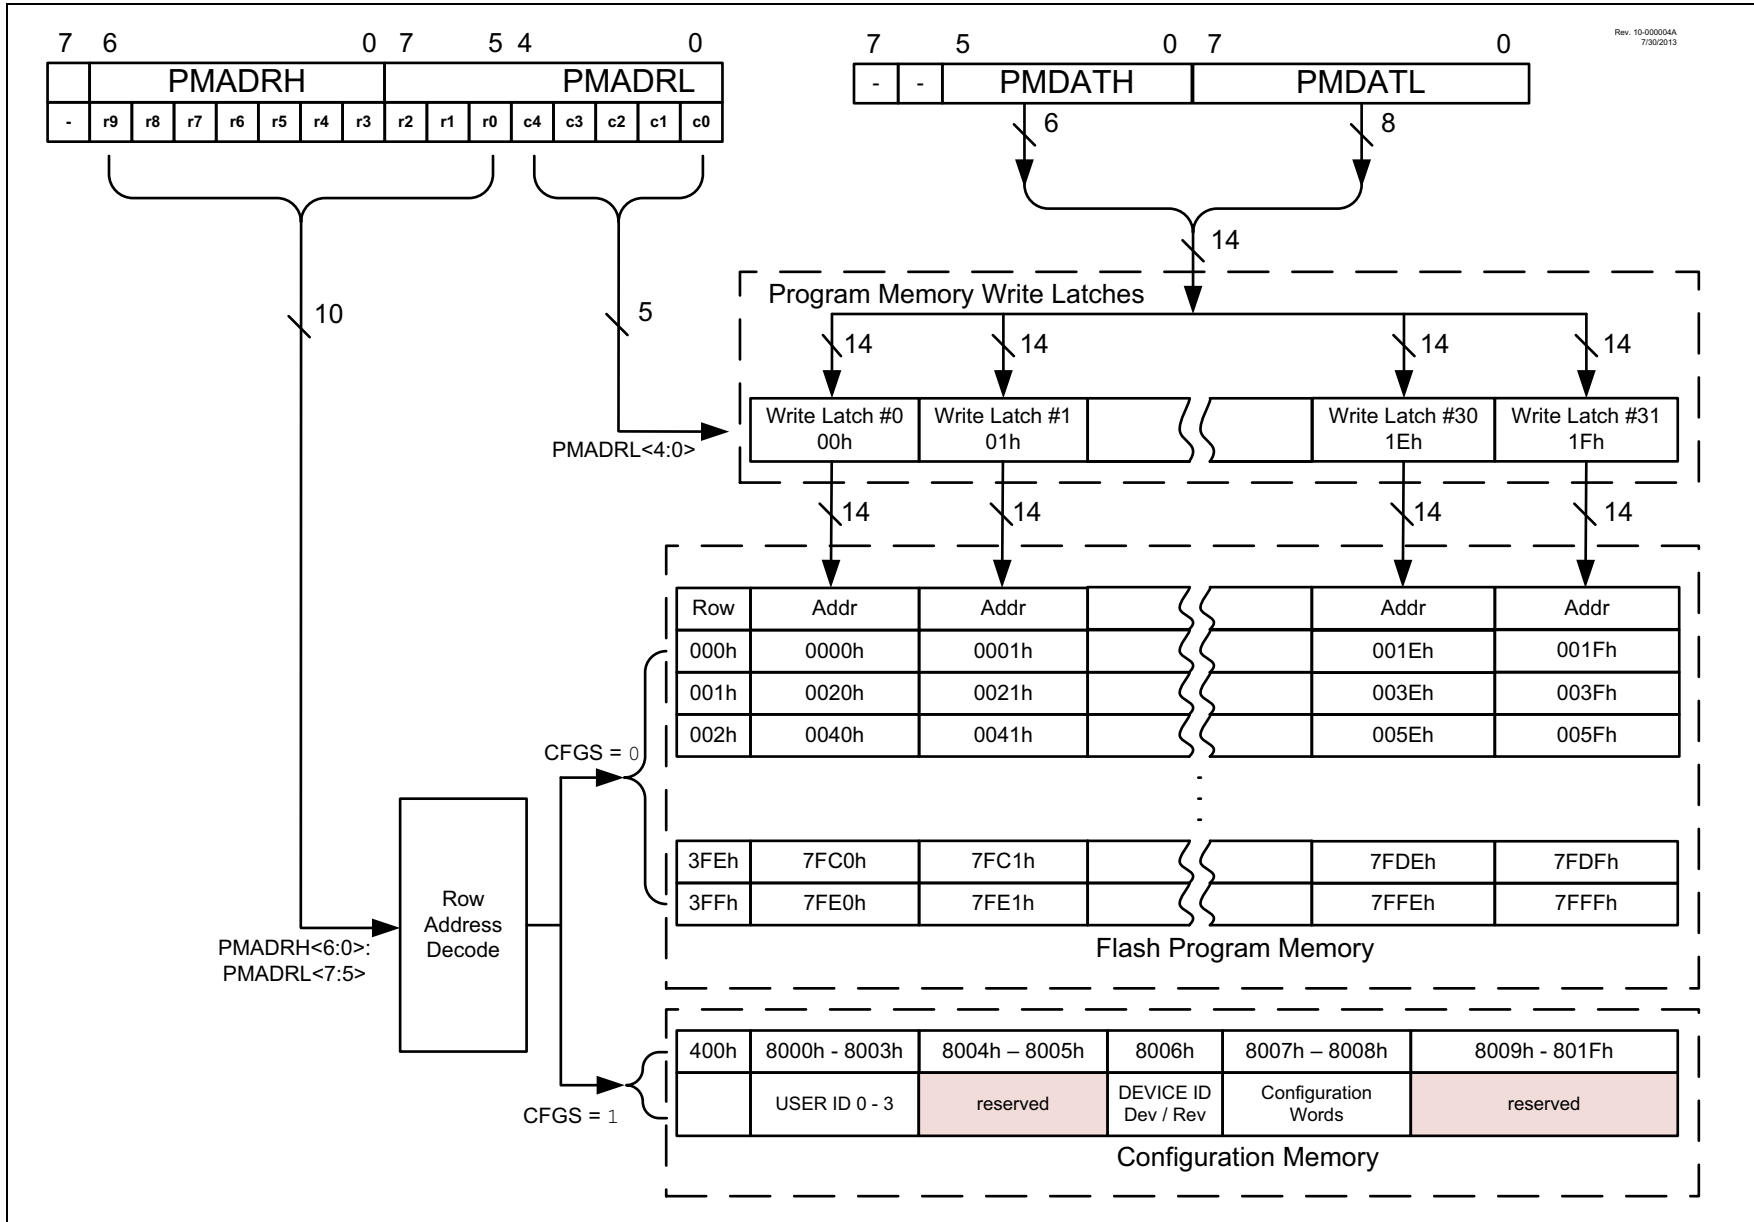 Rev. 10-000004A
7/30/2013
7 6 0 7 5 4 0
PMADRH PMADRL
- r9 r8 r7 r6 r5 r4 r3 r2 r1 r0 c4 c3 c2 c1 c0
7 5 0 7 0
- - PMDATH PMDATL
6 8
14
10
5
Program Memory Write Latches
14 14 14 14
Write Latch #0 Write Latch #1 Write Latch #30 Write Latch #31
00h 01h 1Eh 1Fh
PMADRL<4:0>
14 14 14 14
Row Addr Addr Addr Addr
000h 0000h 0001h 001Eh 001Fh
001h 0020h 0021h 003Eh 003Fh
002h 0040h 0041h 005Eh 005Fh
CFGS = 0
3FEh 7FC0h 7FC1h 7FDEh 7FDFh
3FFh 7FE0h 7FE1h 7FFEh 7FFFh
Flash Program Memory
Row
Address
Decode
PMADRH<6:0>:
PMADRL<7:5>
400h 8000h - 8003h 8004h – 8005h 8006h 8007h – 8008h 8009h - 801Fh
USER ID 0 - 3 reserved DEVICE ID Configuration reserved
Dev / Rev Words
CFGS = 1
Configuration Memory